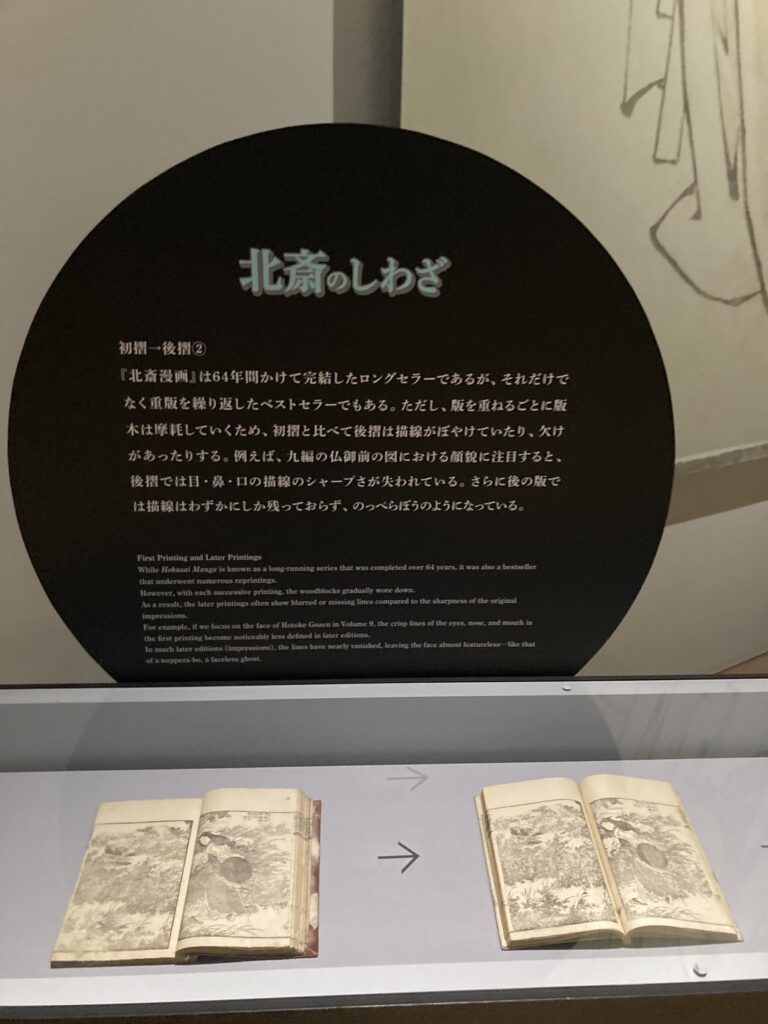 北斎のしわざ
初摺→後摺②
『北斎漫画』は64年間かけて完結したロングセラーであるが、それだけで
なく重版を繰り返したベストセラーでもある。ただし、版を重ねるごとに版
木は摩耗していくため、初摺と比べて後摺は描線がぼやけていたり、欠け
があったりする。例えば、九編の仏御前の図における顔貌に注目すると、
後摺では目・鼻・口の描線のシャープさが失われている。さらに後の版で
は描線はわずかにしか残っておらず、のっぺらぼうのようになっている。
First Printing and Later Printings
While Hokusai Manga is known as a long-running series that was completed over 64 years, it was also a bestseller
that underwent numerous reprintings.
However, with each successive printing, the woodblocks gradually wore down.
As a result, the later printings often show blurred or missing lines compared to the sharpness of the original
impressions.
For example, if we focus on the face of Hotoke Gozen in Volume 9, the crisp lines of the eyes, nose, and mouth in
the first printing become noticeably less defined in later editions.
In much later editions (impressions), the lines have nearly vanished, leaving the face almost featureless—like that
of a noppera-bo, a faceless ghost.